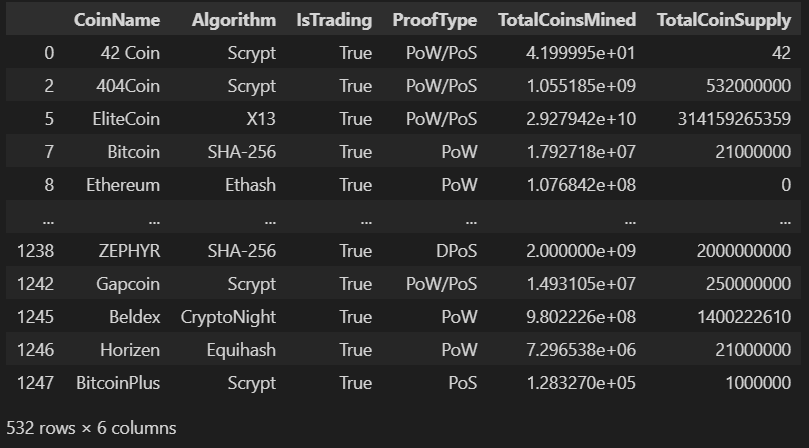 CoinName Algorithm IsTrading ProofType TotalCoinsMined TotalCoinSupply
0 42 Coin Scrypt True PoW/PoS 4.199995e+01 42
2 404Coin Scrypt True PoW/PoS 1.055185e+09 532000000
5 EliteCoin X13 True PoW/PoS 2.927942e+10 314159265359
7 Bitcoin SHA-256 True PoW 1.792718e+07 21000000
8 Ethereum Ethash True PoW 1.076842e+08 0
... ... ... ... ... ... ...
1238 ZEPHYR SHA-256 True DPoS 2.000000e+09 2000000000
1242 Gapcoin Scrypt True PoW/PoS 1.493105e+07 250000000
1245 Beldex CryptoNight True PoW 9.802226e+08 1400222610
1246 Horizen Equihash True PoW 7.296538e+06 21000000
1247 BitcoinPlus Scrypt True PoS 1.283270e+05 1000000
532 rows × 6 columns